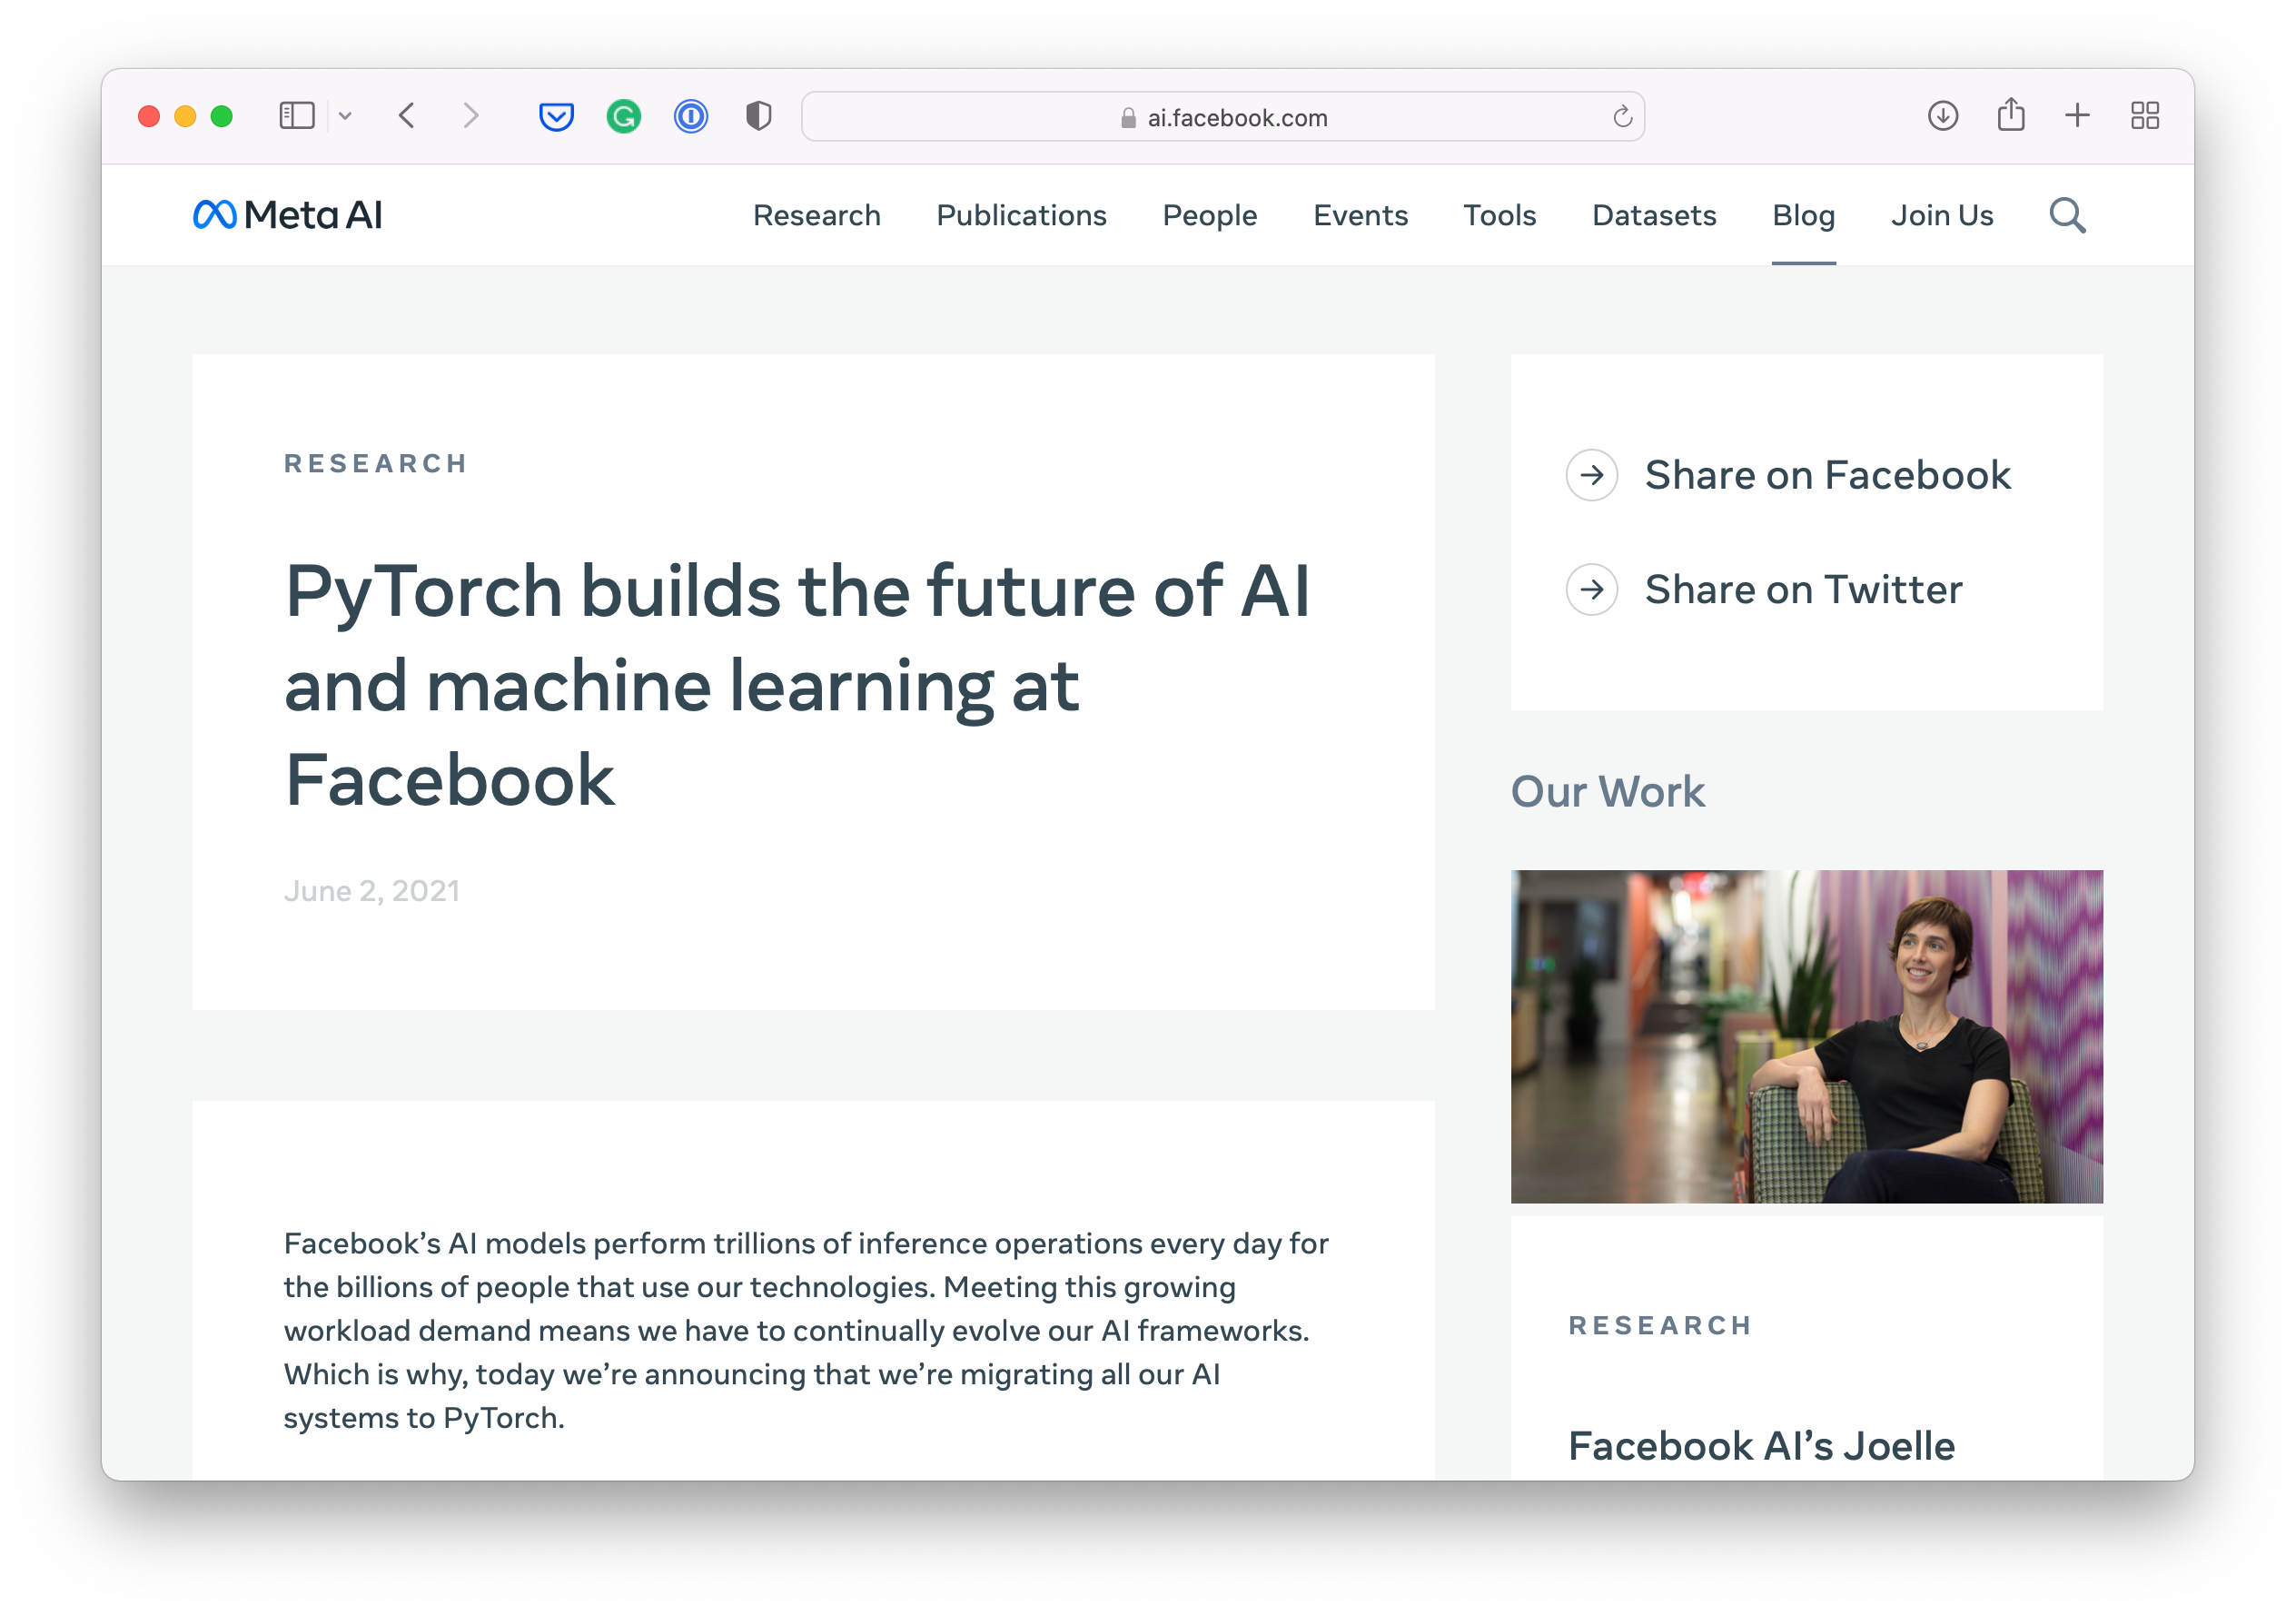 ai.facebook.com
Meta AI
Research Publications People Events Tools Datasets Blog Join Us
RESEARCH
PyTorch builds the future of AI
and machine learning at
Facebook
June 2, 2021
Facebook’s AI models perform trillions of inference operations every day for
the billions of people that use our technologies. Meeting this growing
workload demand means we have to continually evolve our AI frameworks.
Which is why, today we’re announcing that we’re migrating all our AI
systems to PyTorch.
Share on Facebook
Share on Twitter
Our Work
RESEARCH
Facebook AI’s Joelle